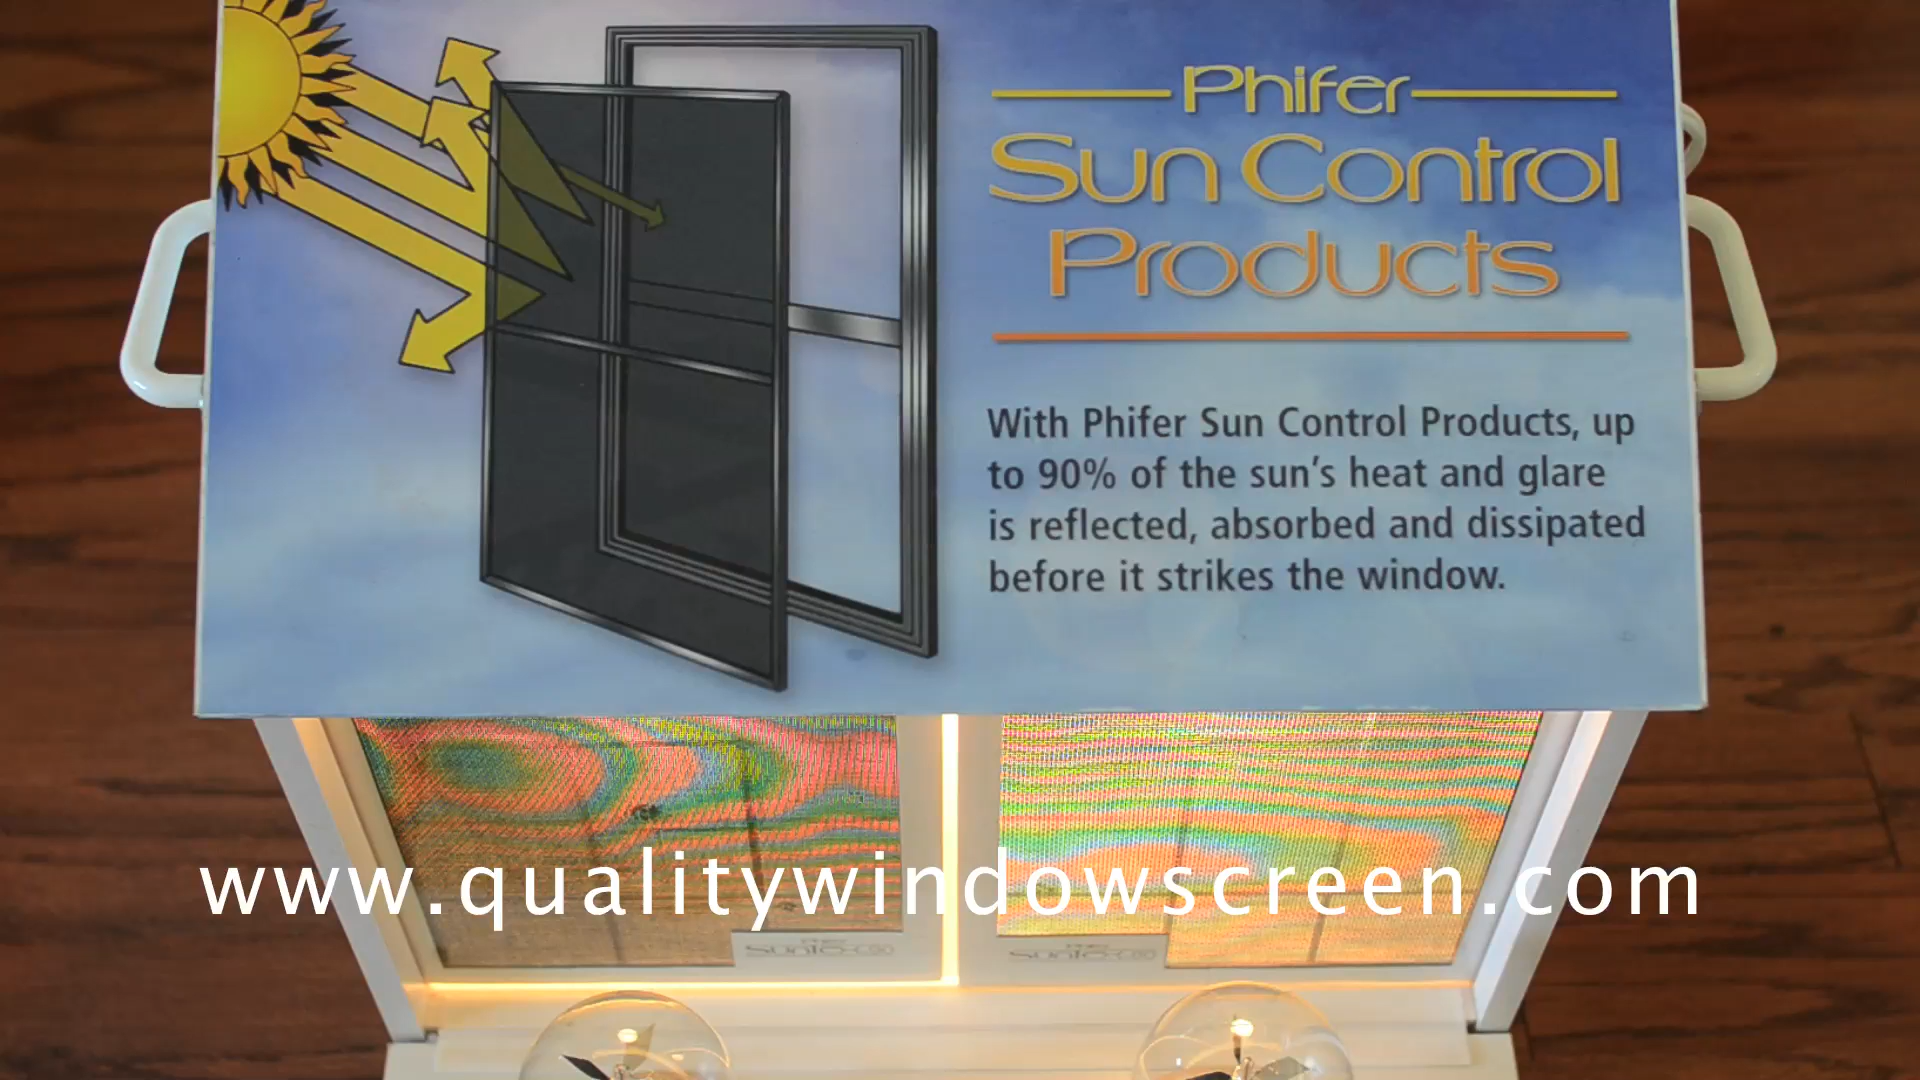 Phifer
Sun Control
Products
With Phifer Sun Control Products, up
to 90% of the sun's heat and glare
is reflected, absorbed and dissipated
before it strikes the window.
www.qualitywindowscreen.com